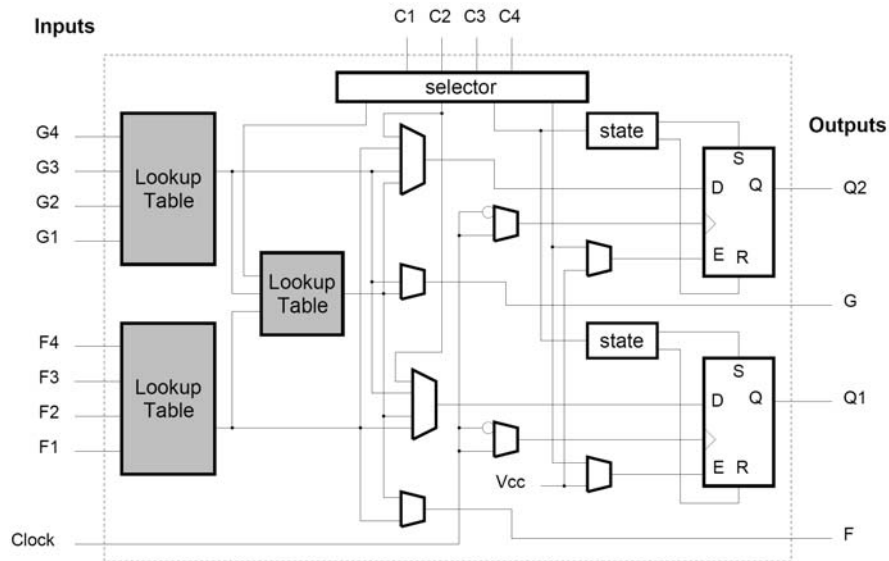 Inputs
C1 C2 C3 C4
selector
G4
G3
G2
G1
Lookup
Table
state
Outputs
S
D Q
E R
Q2
Lookup
Table
G
F4
F3
F2
F1
Lookup
Table
state
S
D Q
E R
Q1
Vcc
Clock
F